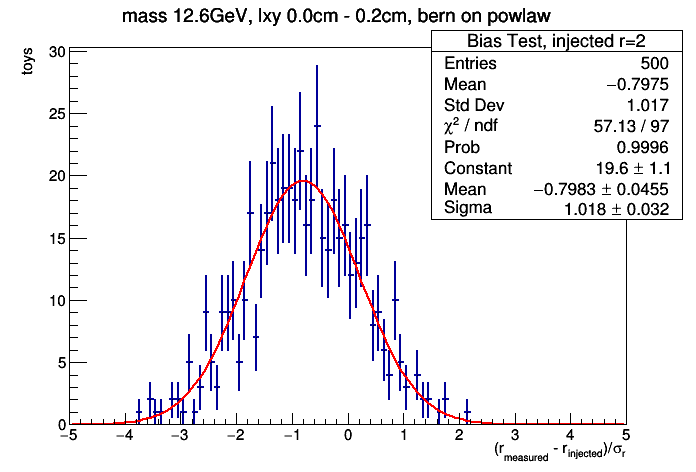 mass 12.6GeV, lxy 0.0cm - 0.2cm, bern on powlaw
Bias Test, injected r=2
Entries 500
Mean −0.7975
Std Dev 1.017
χ² / ndf 57.13 / 97
Prob 0.9996
Constant 19.6 ± 1.1
Mean −0.7983 ± 0.0455
Sigma 1.018 ± 0.032
toys
30
25
20
15
10
5
0
−5 −4 −3 −2 −1 0 1 2 3 4 5
(r_measured - r_injected)/σ_r